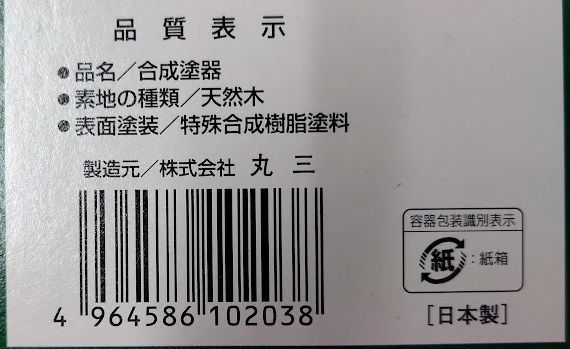 品質表示
●品名／合成塗器
●素地の種類／天然木
●表面塗装／特殊合成樹脂塗料
製造元／株式会社 丸三
容器包装識別表示
紙：紙箱
4 964586 102038
［日本製］